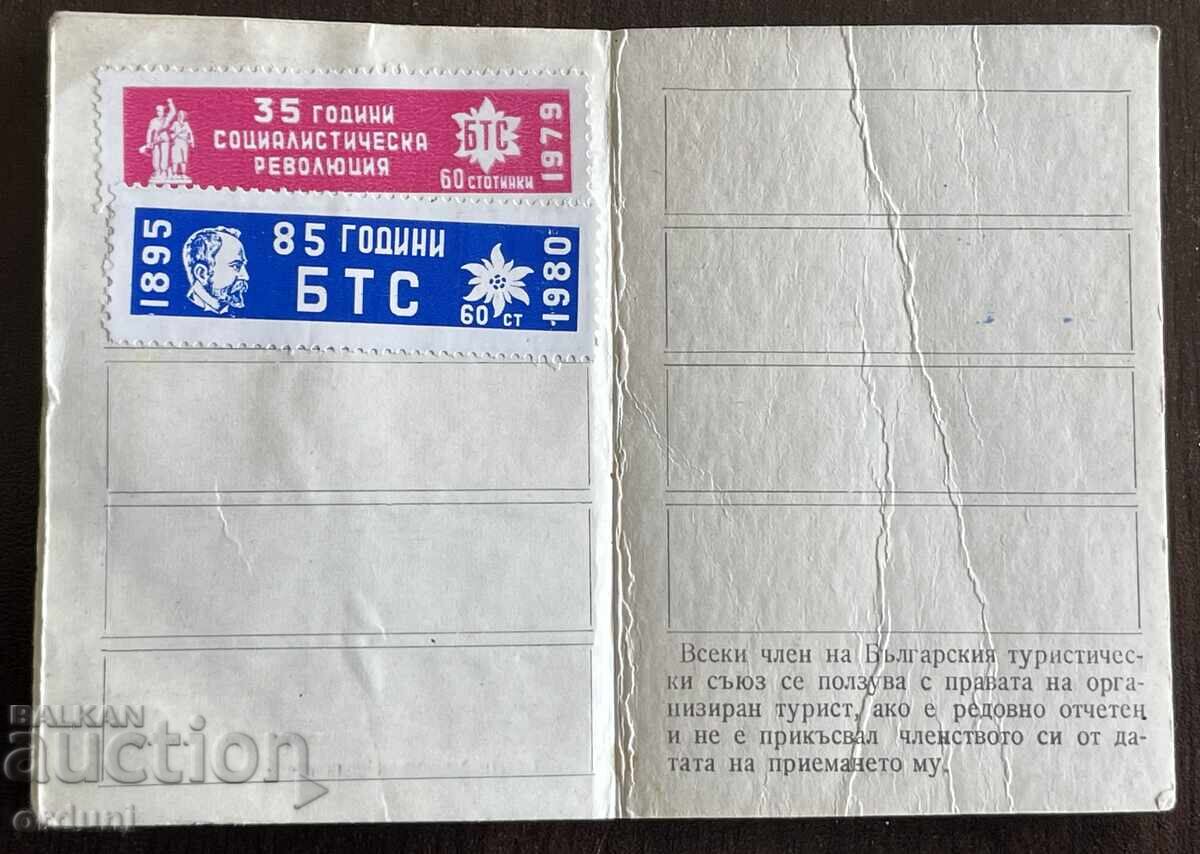 35 ГОДИНИ
СОЦИАЛИСТИЧЕСКА
РЕВОЛЮЦИЯ
БТС
60 СТОТИНКИ
1979
1895
85 ГОДИНИ
БТС
60 СТ
1980
Всеки член на Българския туристичес-
ки съюз се ползува с правата на орга-
низиран турист, ако е редовно отчетен
и не е прикъсвал членството си от да-
тата на приемането му.
BALKAN
auction
orduni